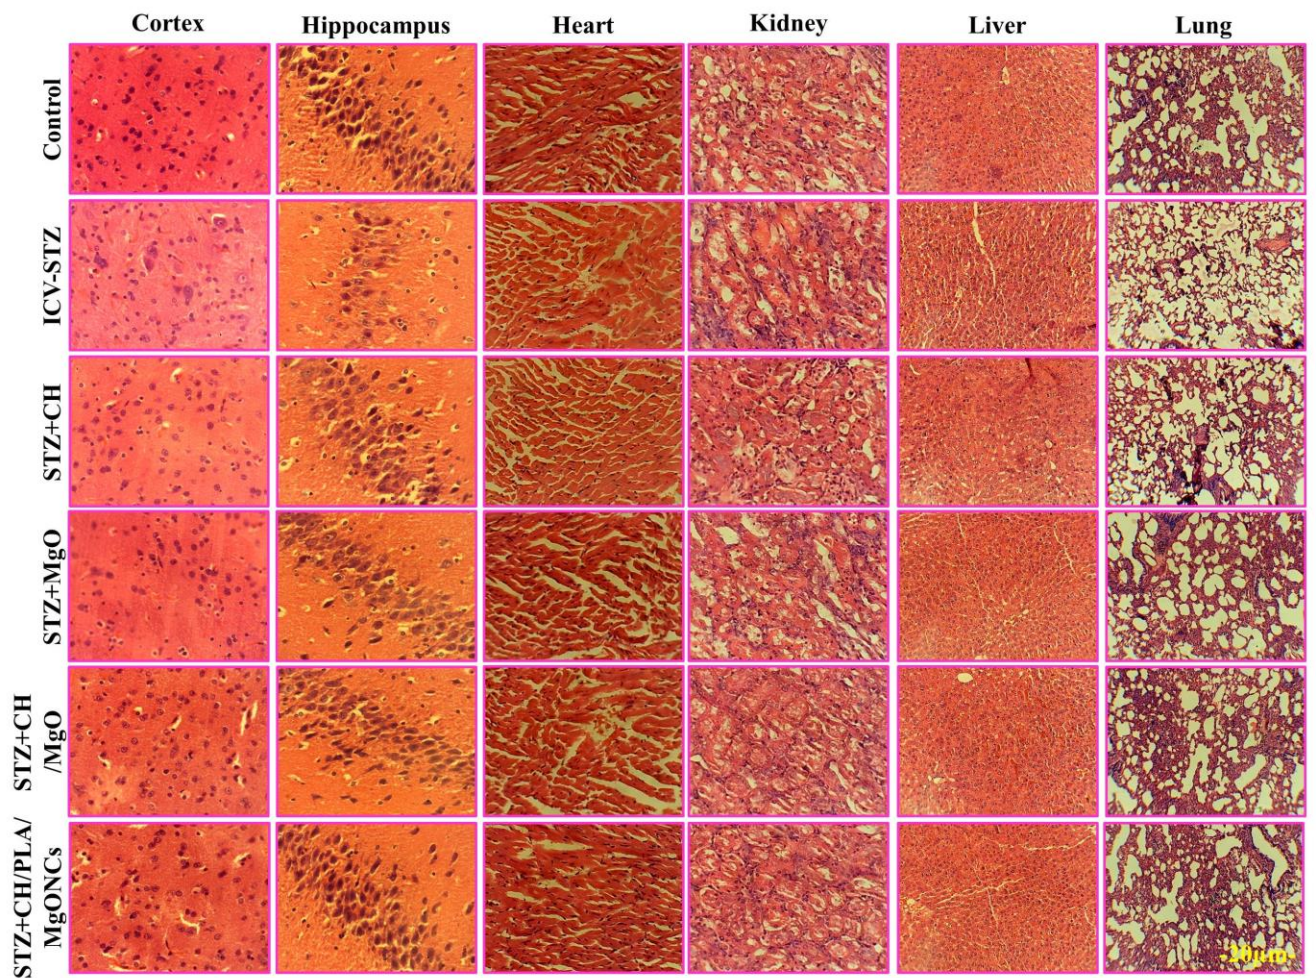 Cortex Hippocampus Heart Kidney Liver Lung
Control
ICV-STZ
STZ+CH
STZ+MgO
STZ+CH
/MgO
STZ+CH/PLA/
MgONCs
-20µm-